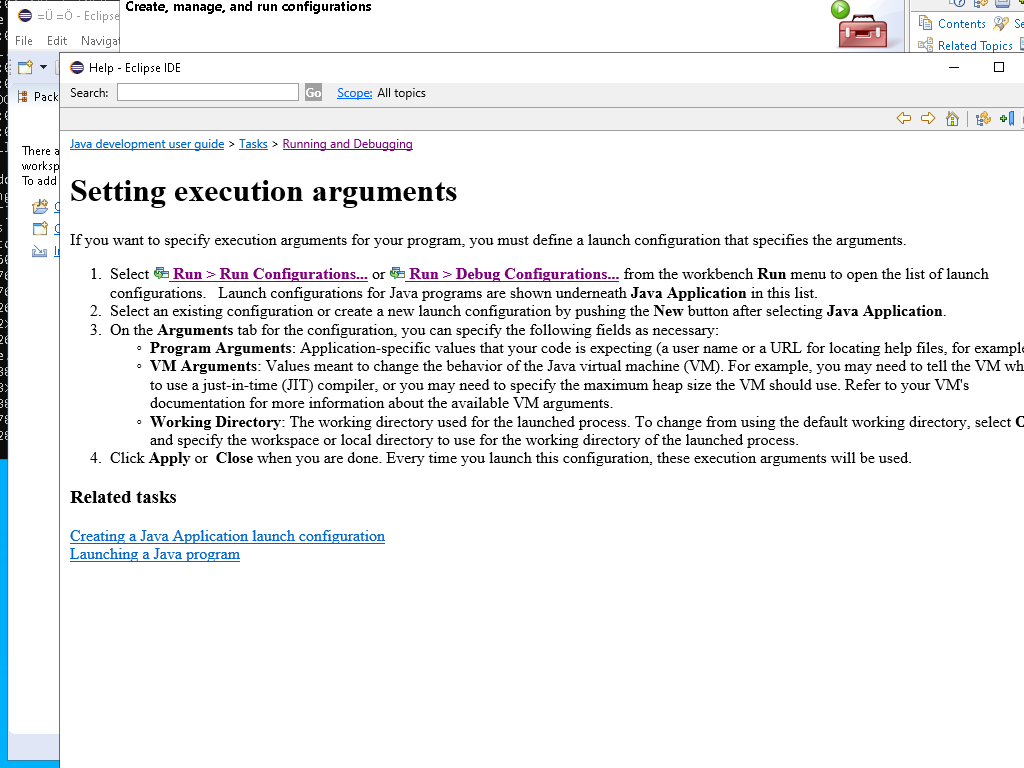 Create, manage, and run configurations
=Ü =Ö - Eclipse
File Edit Navigat
Contents Se
Related Topics
Help - Eclipse IDE
Search: Go Scope: All topics
Pack
Java development user guide > Tasks > Running and Debugging
There a
worksp
To add
Setting execution arguments
If you want to specify execution arguments for your program, you must define a launch configuration that specifies the arguments.
1. Select Run > Run Configurations... or Run > Debug Configurations... from the workbench Run menu to open the list of launch
configurations. Launch configurations for Java programs are shown underneath Java Application in this list.
2. Select an existing configuration or create a new launch configuration by pushing the New button after selecting Java Application.
3. On the Arguments tab for the configuration, you can specify the following fields as necessary:
◦ Program Arguments: Application-specific values that your code is expecting (a user name or a URL for locating help files, for example
◦ VM Arguments: Values meant to change the behavior of the Java virtual machine (VM). For example, you may need to tell the VM wh
to use a just-in-time (JIT) compiler, or you may need to specify the maximum heap size the VM should use. Refer to your VM's
documentation for more information about the available VM arguments.
◦ Working Directory: The working directory used for the launched process. To change from using the default working directory, select O
and specify the workspace or local directory to use for the working directory of the launched process.
4. Click Apply or Close when you are done. Every time you launch this configuration, these execution arguments will be used.
Related tasks
Creating a Java Application launch configuration
Launching a Java program